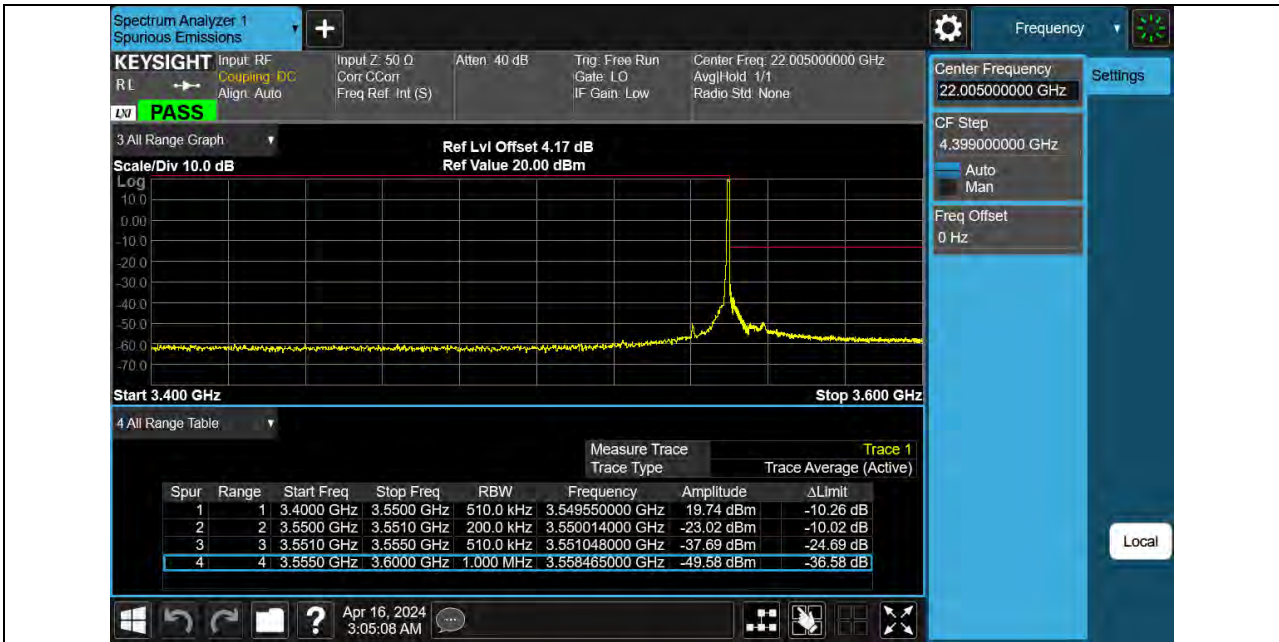 Spectrum Analyzer 1
Spurious Emissions
Frequency
KEYSIGHT
RL
LXI PASS
Input: RF
Coupling: DC
Align: Auto
Input Z: 50 Ω
Corr CCorr
Freq Ref: Int (S)
Atten: 40 dB
Trig: Free Run
Gate: LO
IF Gain: Low
Center Freq: 22.005000000 GHz
Avg|Hold: 1/1
Radio Std: None
Center Frequency
22.005000000 GHz
Settings
CF Step
4.399000000 GHz
Auto
Man
Freq Offset
0 Hz
Local
3 All Range Graph
Scale/Div 10.0 dB
Ref Lvl Offset 4.17 dB
Ref Value 20.00 dBm
Log
10.0
0.00
-10.0
-20.0
-30.0
-40.0
-50.0
-60.0
-70.0
Start 3.400 GHz Stop 3.600 GHz
4 All Range Table
Measure Trace Trace 1
Trace Type Trace Average (Active)
Spur Range Start Freq Stop Freq RBW Frequency Amplitude ΔLimit
1 1 3.4000 GHz 3.5500 GHz 510.0 kHz 3.549550000 GHz 19.74 dBm -10.26 dB
2 2 3.5500 GHz 3.5510 GHz 200.0 kHz 3.550014000 GHz -23.02 dBm -10.02 dB
3 3 3.5510 GHz 3.5550 GHz 510.0 kHz 3.551048000 GHz -37.69 dBm -24.69 dB
4 4 3.5550 GHz 3.6000 GHz 1.000 MHz 3.558465000 GHz -49.58 dBm -36.58 dB
Apr 16, 2024
3:05:08 AM